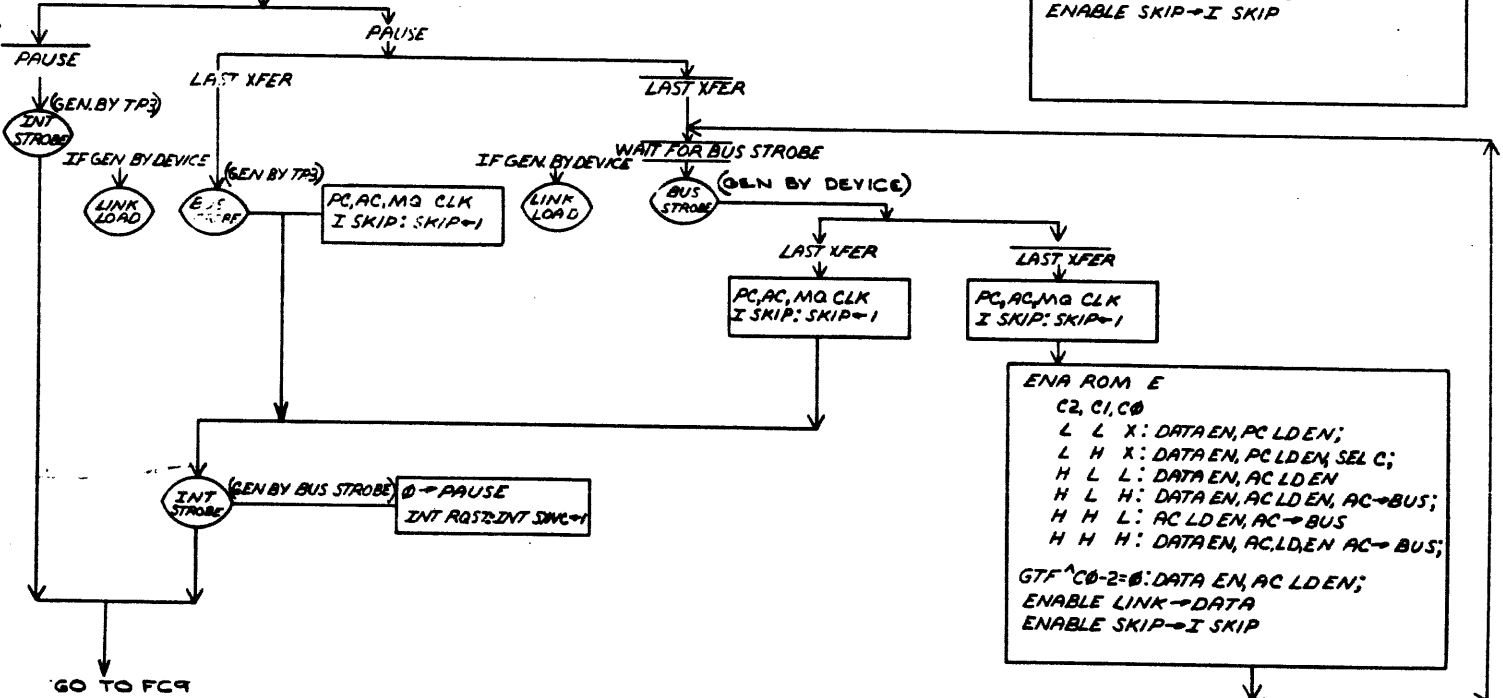 ENABLE SKIP→I SKIP
PAUSE
PAUSE
LAST XFER
LAST XFER
(GEN. BY TP3)
INT
STROBE
IF GEN BY DEVICE
LINK
LOAD
(GEN BY TP3)
BUS
STROBE
PC, AC, MQ CLK
I SKIP: SKIP←1
IF GEN. BY DEVICE
LINK
LOAD
WAIT FOR BUS STROBE
BUS
STROBE
(GEN BY DEVICE)
LAST XFER
LAST XFER
PC, AC, MQ CLK
I SKIP: SKIP←1
PC, AC, MQ CLK
I SKIP: SKIP←1
ENA ROM E
C2, C1, CØ
L L X: DATA EN, PC LD EN;
L H X: DATA EN, PC LD EN, SEL C;
H L L: DATA EN, AC LD EN
H L H: DATA EN, AC LD EN, AC→BUS;
H H L: AC LD EN, AC→BUS
H H H: DATA EN, AC,LD,EN AC→BUS;
GTF^CØ-2=Ø: DATA EN, AC LD EN;
ENABLE LINK→DATA
ENABLE SKIP→I SKIP
INT
STROBE
(GEN BY BUS STROBE)
Ø→PAUSE
INT RQST: INT SYNC←1
GO TO FC9